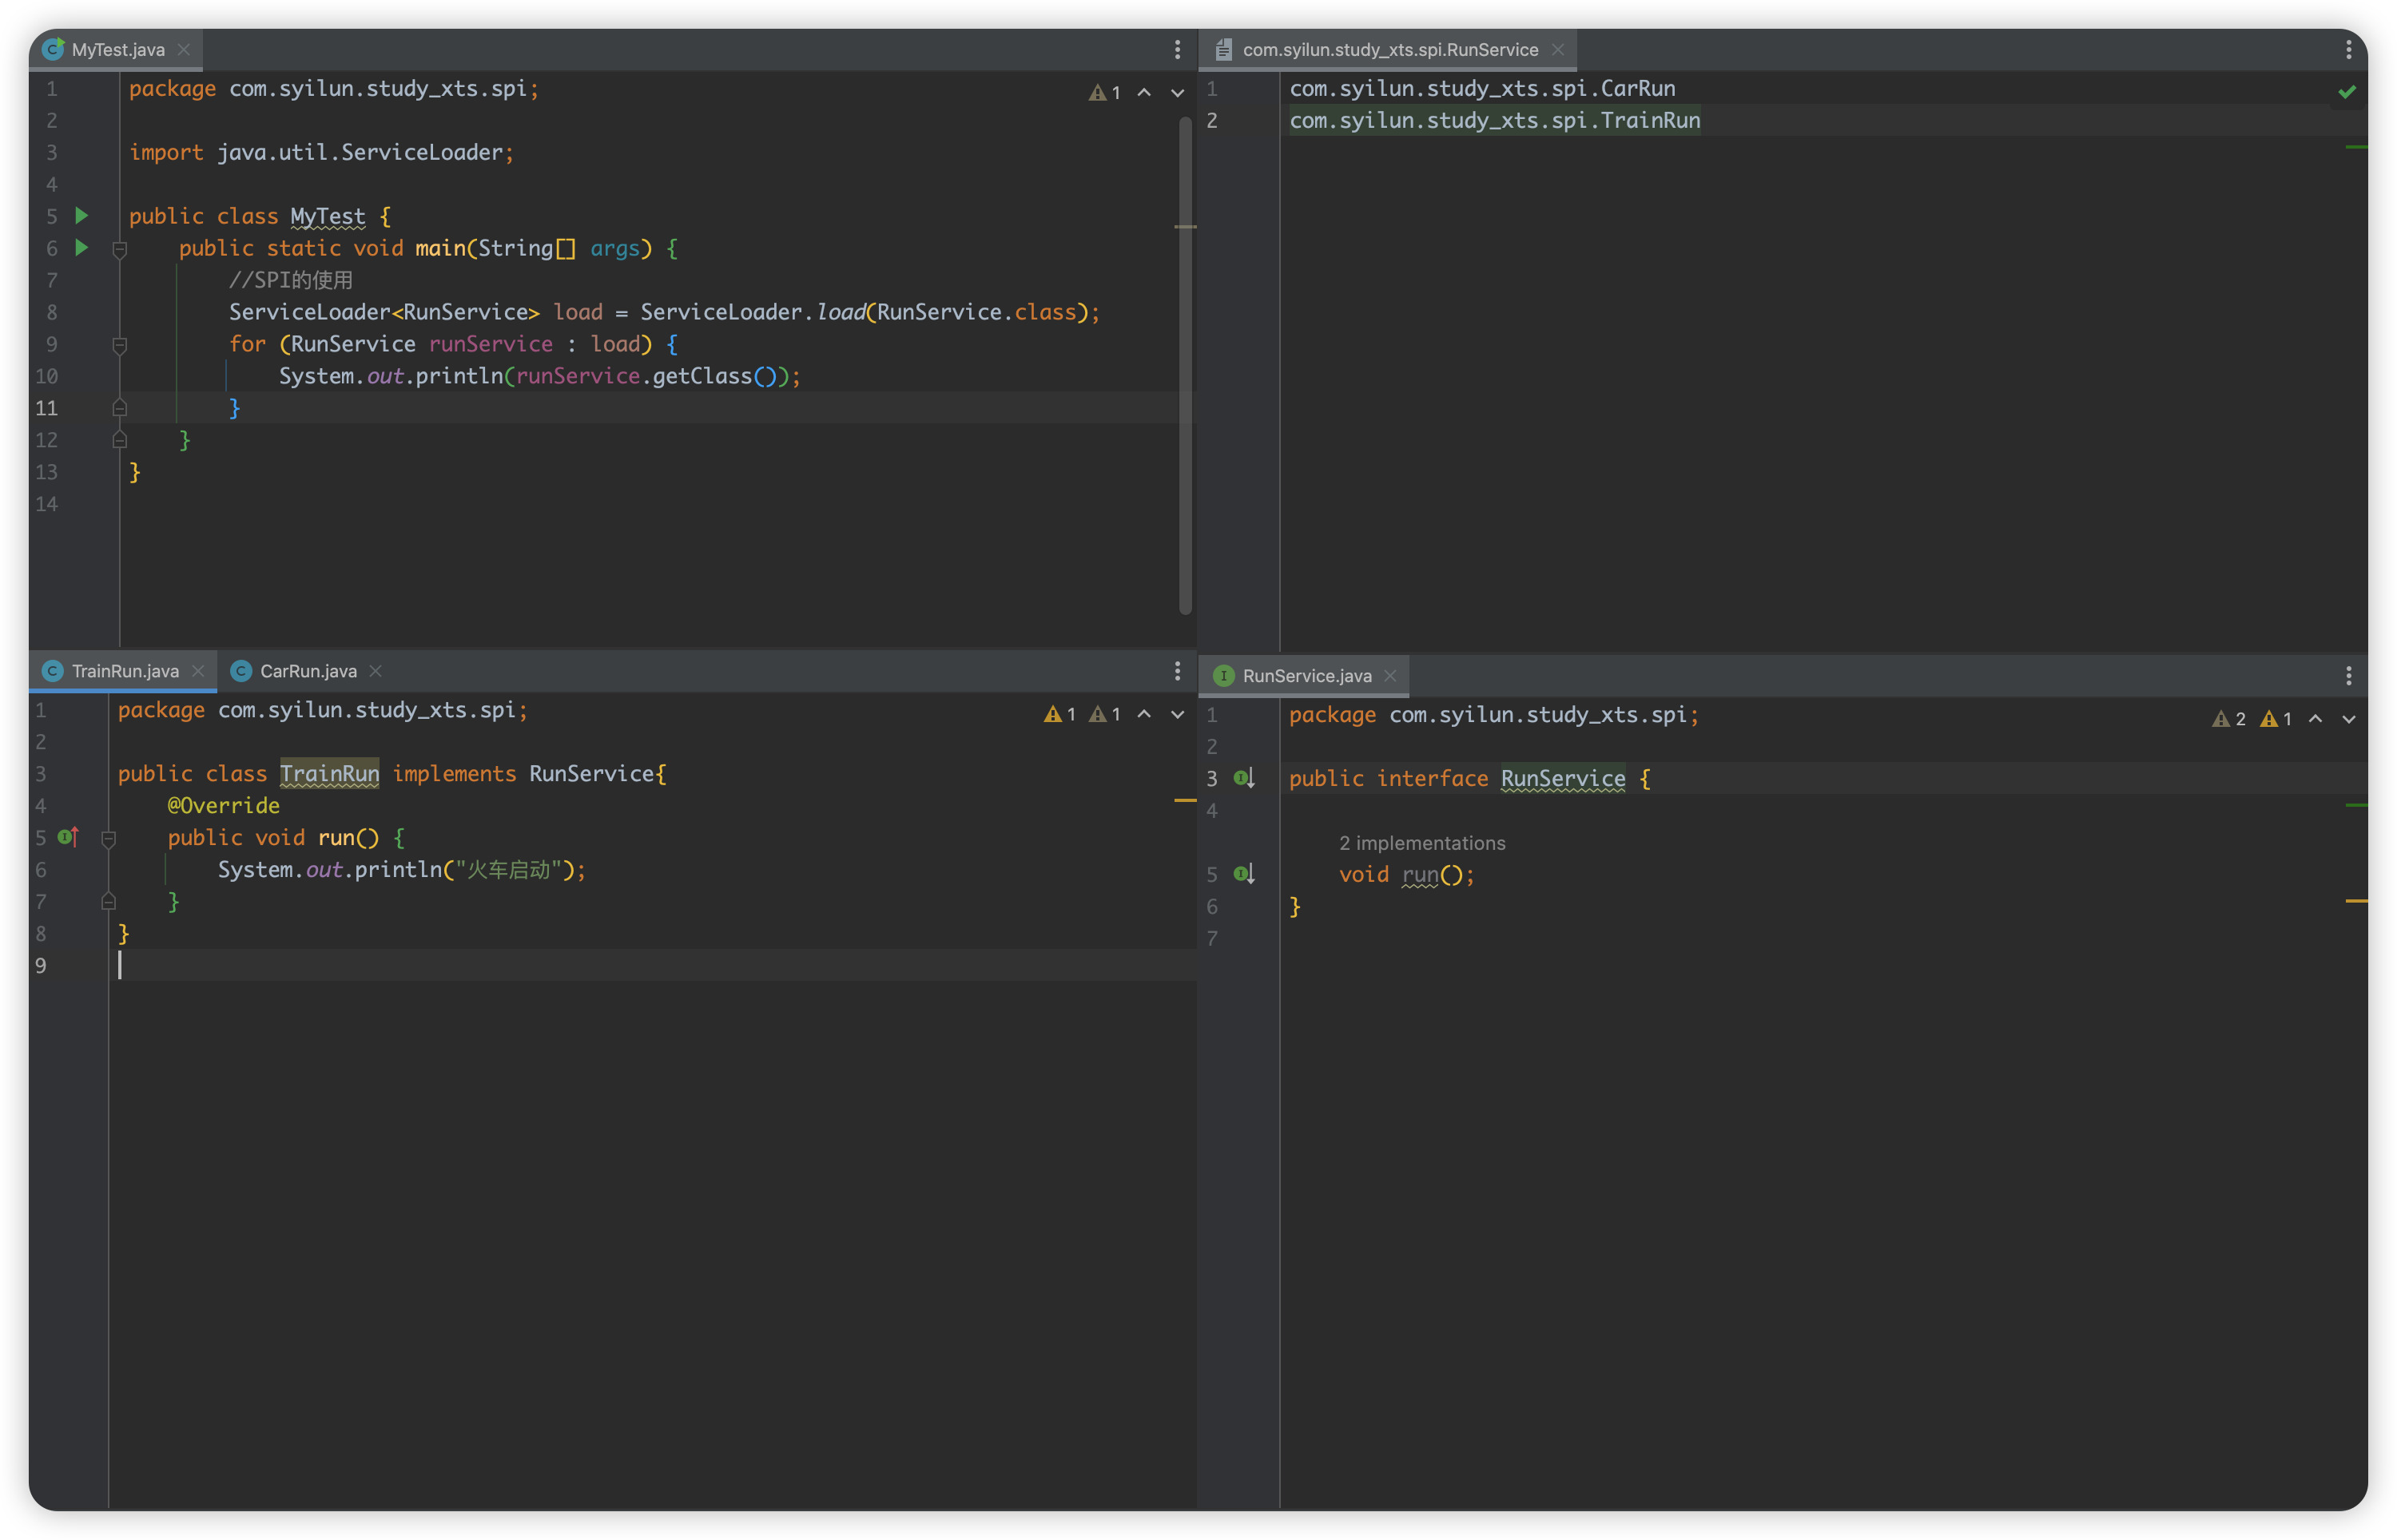 MyTest.java
1 package com.syilun.study_xts.spi;
2
3 import java.util.ServiceLoader;
4
5 public class MyTest {
6 public static void main(String[] args) {
7 //SPI的使用
8 ServiceLoader<RunService> load = ServiceLoader.load(RunService.class);
9 for (RunService runService : load) {
10 System.out.println(runService.getClass());
11 }
12 }
13 }
14
1
com.syilun.study_xts.spi.RunService
1 com.syilun.study_xts.spi.CarRun
2 com.syilun.study_xts.spi.TrainRun
TrainRun.java CarRun.java
1 package com.syilun.study_xts.spi;
2
3 public class TrainRun implements RunService{
4 @Override
5 public void run() {
6 System.out.println("火车启动");
7 }
8 }
9
1 1
RunService.java
1 package com.syilun.study_xts.spi;
2
3 public interface RunService {
4
2 implementations
5 void run();
6 }
7
2 1